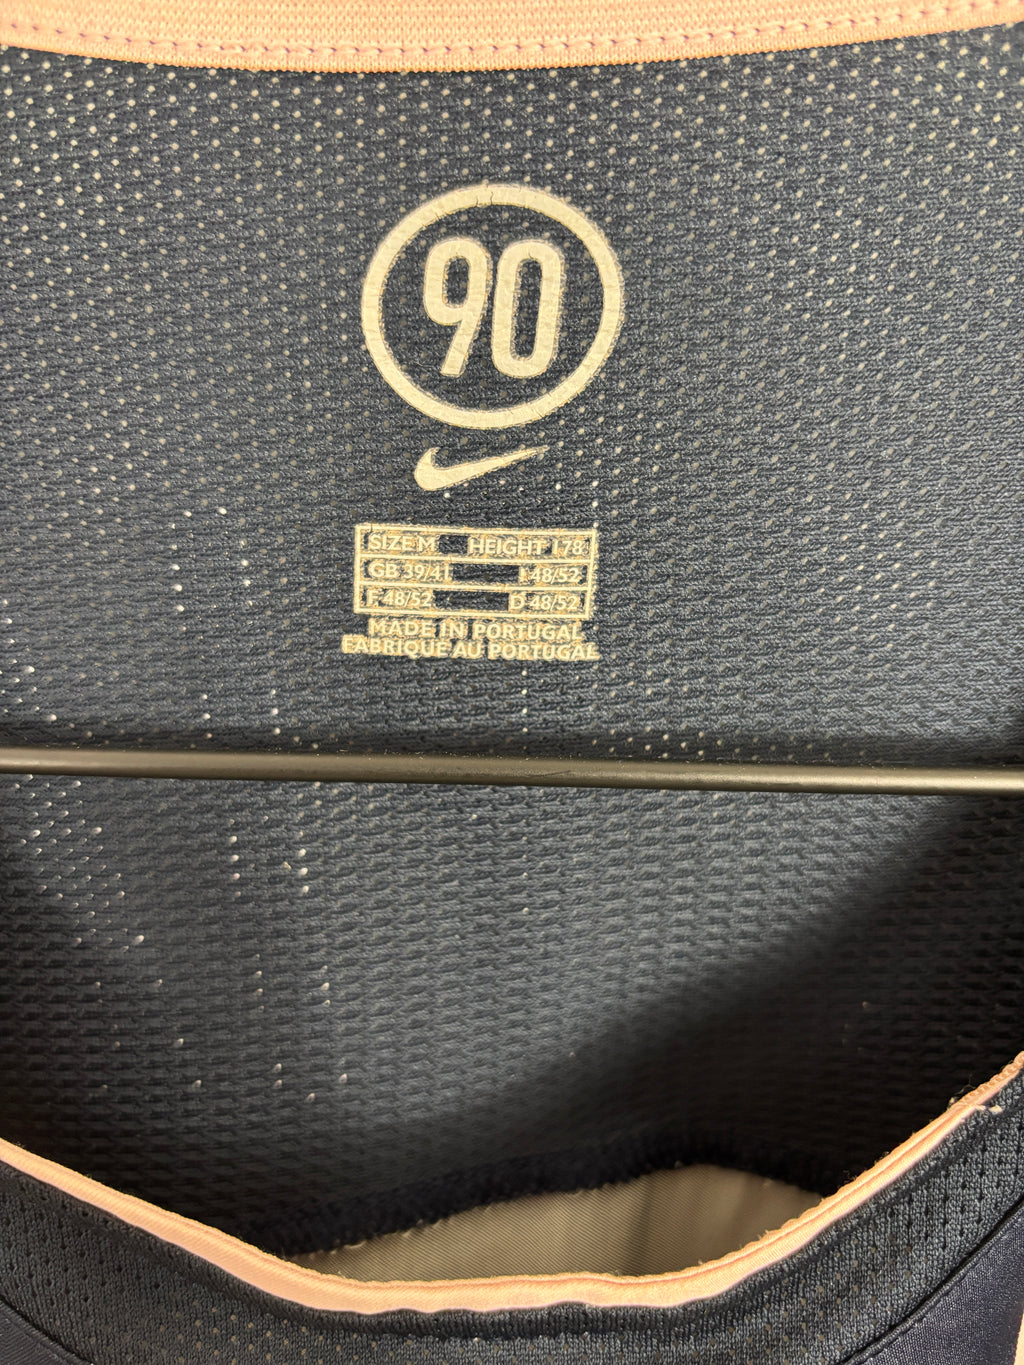 90
SIZE M HEIGHT 178
GB 39/41 I 48/52
F 48/52 D 48/52
MADE IN PORTUGAL
FABRIQUE AU PORTUGAL